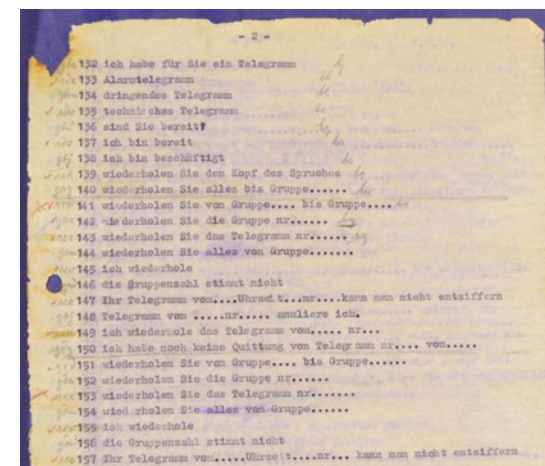 - 2 -
132 ich habe für Sie ein Telegramm
133 Alarmtelegramm
134 dringendes Telegramm
135 technisches Telegramm
136 sind Sie bereit?
137 ich bin bereit
138 ich bin beschäftigt
139 wiederholen Sie den Kopf des Spruches
140 wiederholen Sie alles bis Gruppe......
141 wiederholen Sie von Gruppe.... bis Gruppe....
142 wiederholen Sie die Gruppe nr......
143 wiederholen Sie das Telegramm nr.....
144 wiederholen Sie alles von Gruppe.......
145 ich wiederhole
146 die Gruppenzahl stimmt nicht
147 Ihr Telegramm vom....Uhrzeit...nr....kann man nicht entziffern
148 Telegramm vom .....nr..... anuliere ich.
149 ich wiederhole das Telegramm vom.... nr...
150 ich habe noch keine Quittung vom Telegramm nr.... vom.....
151 wiederholen Sie von Gruppe.... bis Gruppe.....
152 wiederholen Sie die Gruppe nr......
153 wiederholen Sie das Telegramm nr......
154 wied rholen Sie alles von Gruppe......
155 ich wiederhole
156 die Gruppenzahl stimmt nicht
157 Ihr Telegramm vom.....Uhrzeit...nr... kann man nicht entziffern